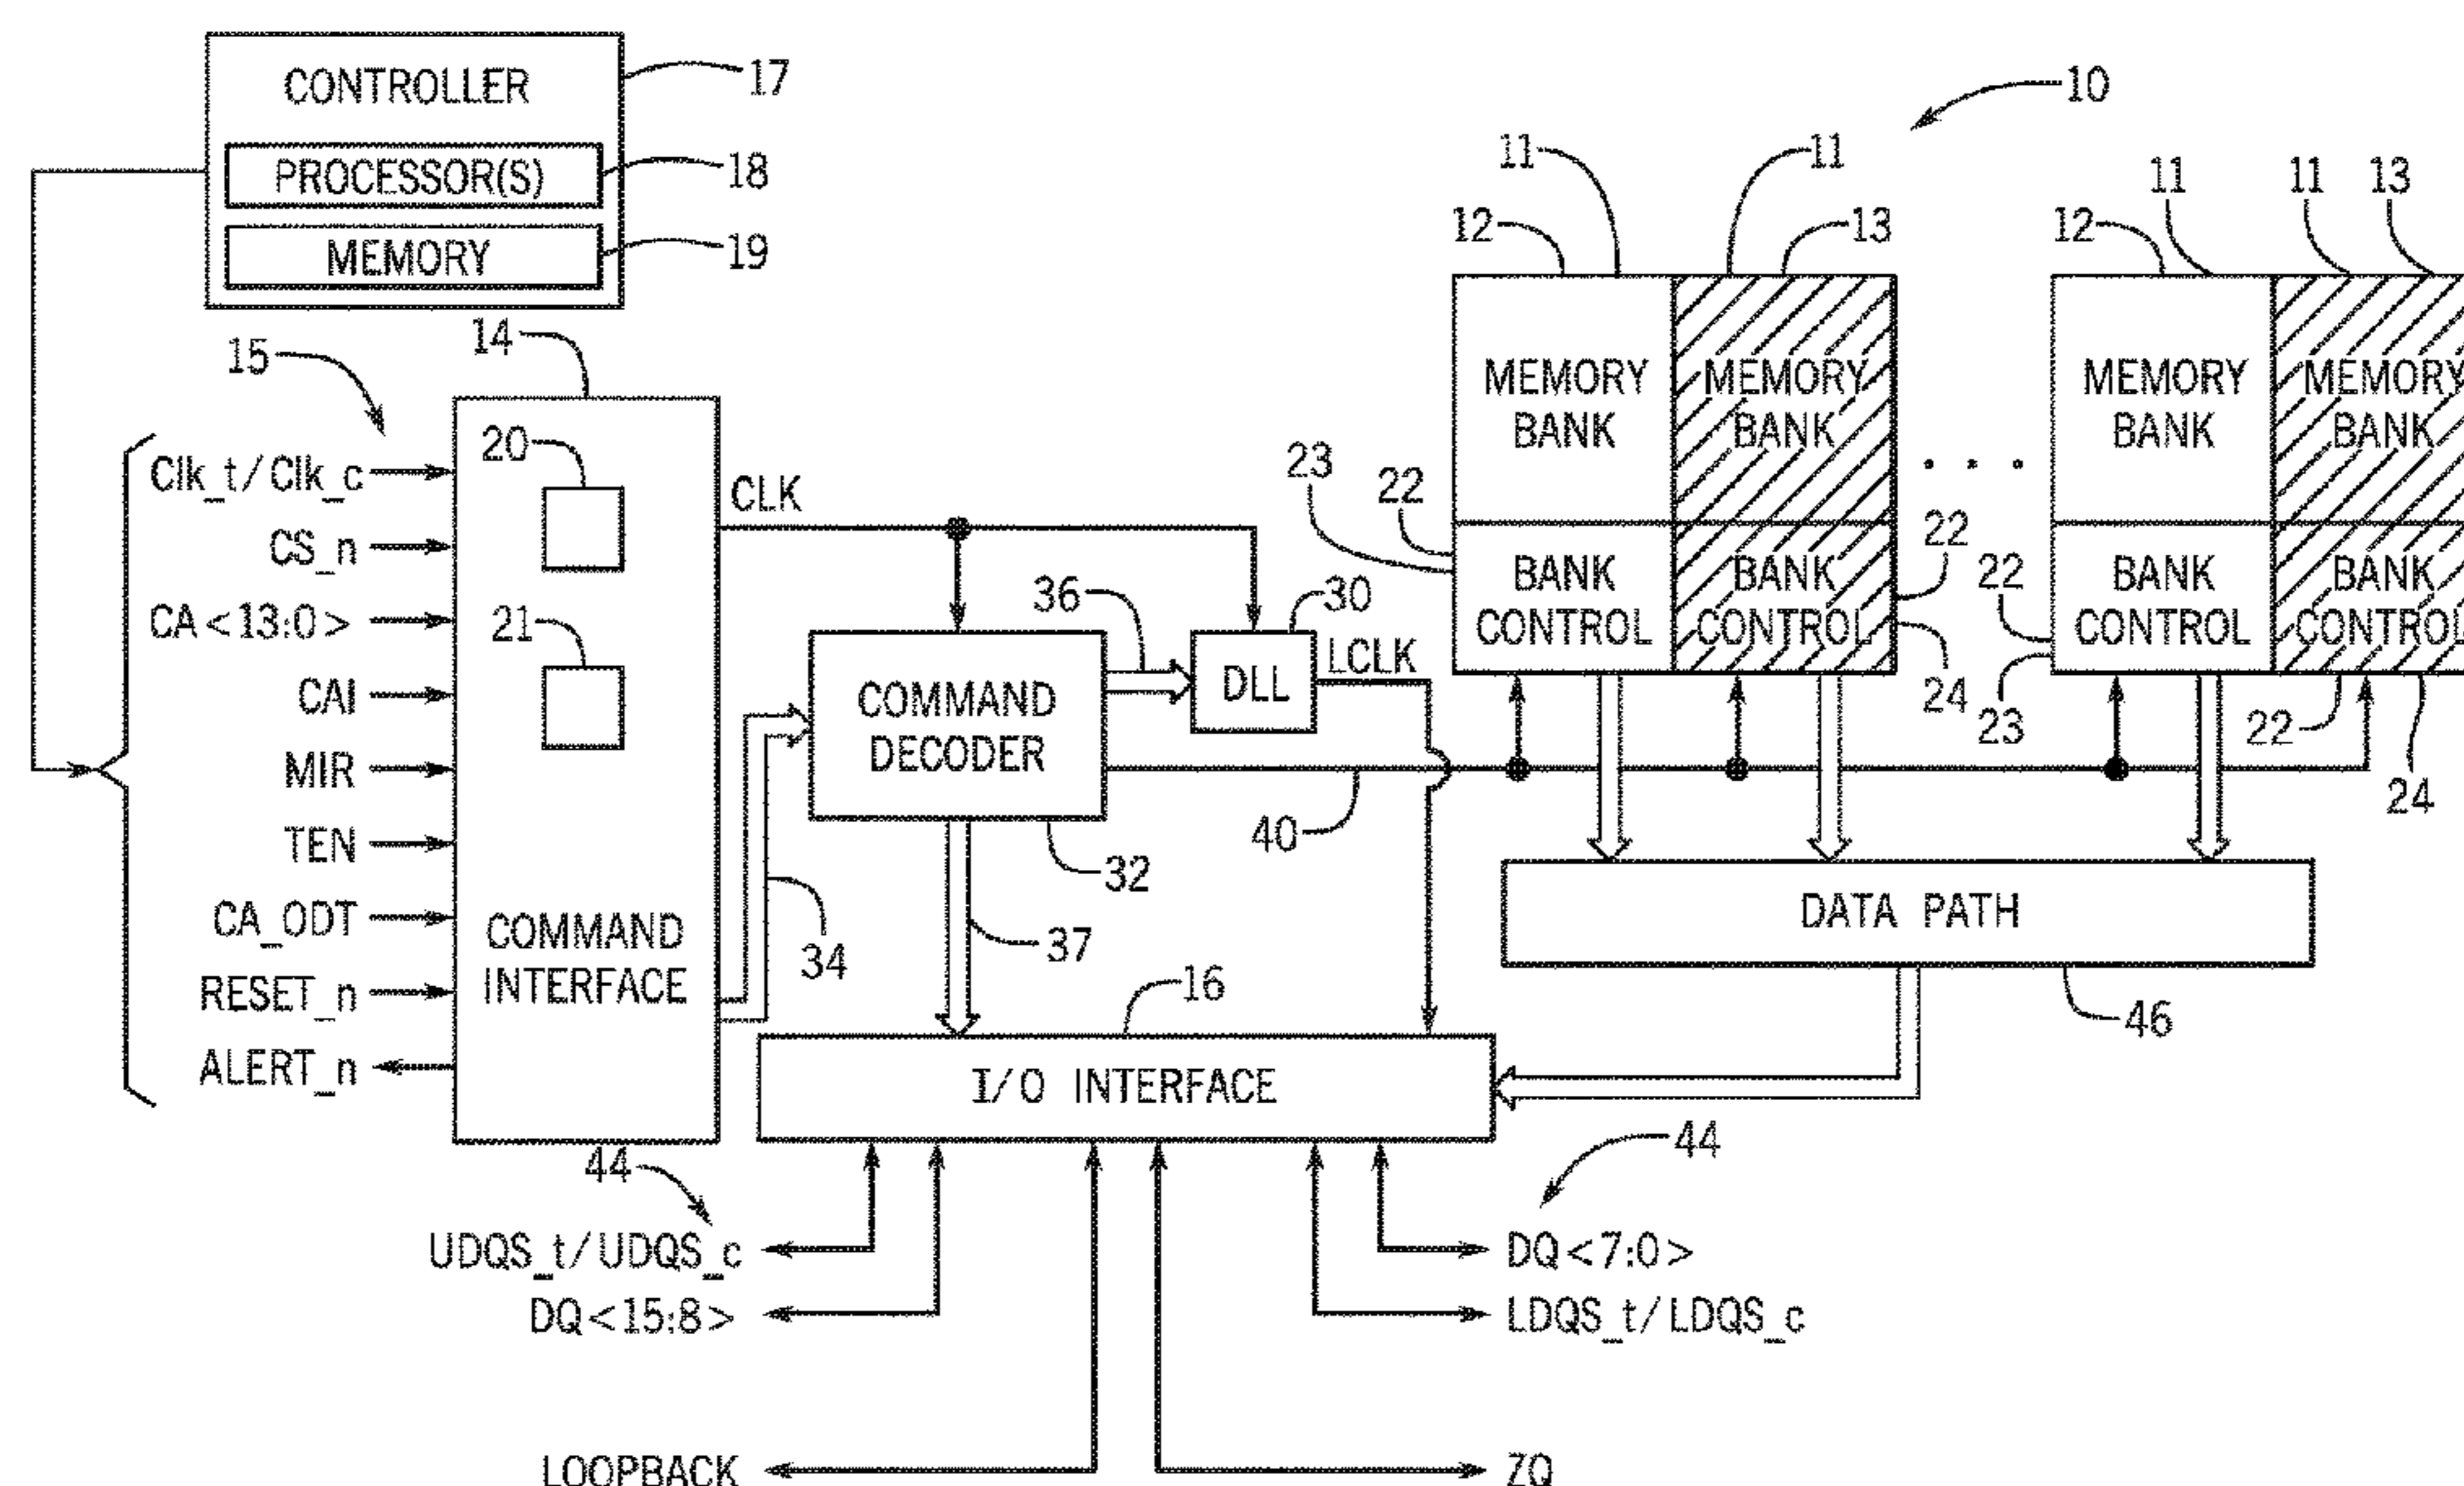 CONTROLLER
17
PROCESSOR(S)
18
MEMORY
19
10
11
11
11
11
13
12
13
12
15
14
MEMORY
BANK
MEMORY
BANK
MEMORY
BANK
MEMORY
BANK
Clk_t/Clk_c
CS_n
CA<13:0>
CAI
MIR
TEN
CA_ODT
RESET_n
ALERT_n
20
21
COMMAND
INTERFACE
CLK
23
22
BANK
CONTROL
BANK
CONTROL
22
24
22
23
BANK
CONTROL
BANK
CONTROL
22
24
36
30
LCLK
COMMAND
DECODER
DLL
40
32
34
37
DATA PATH
46
16
I/O INTERFACE
44
44
UDQS_t/UDQS_c
DQ<7:0>
DQ<15:8>
LDQS_t/LDQS_c
LOOPBACK
ZQ